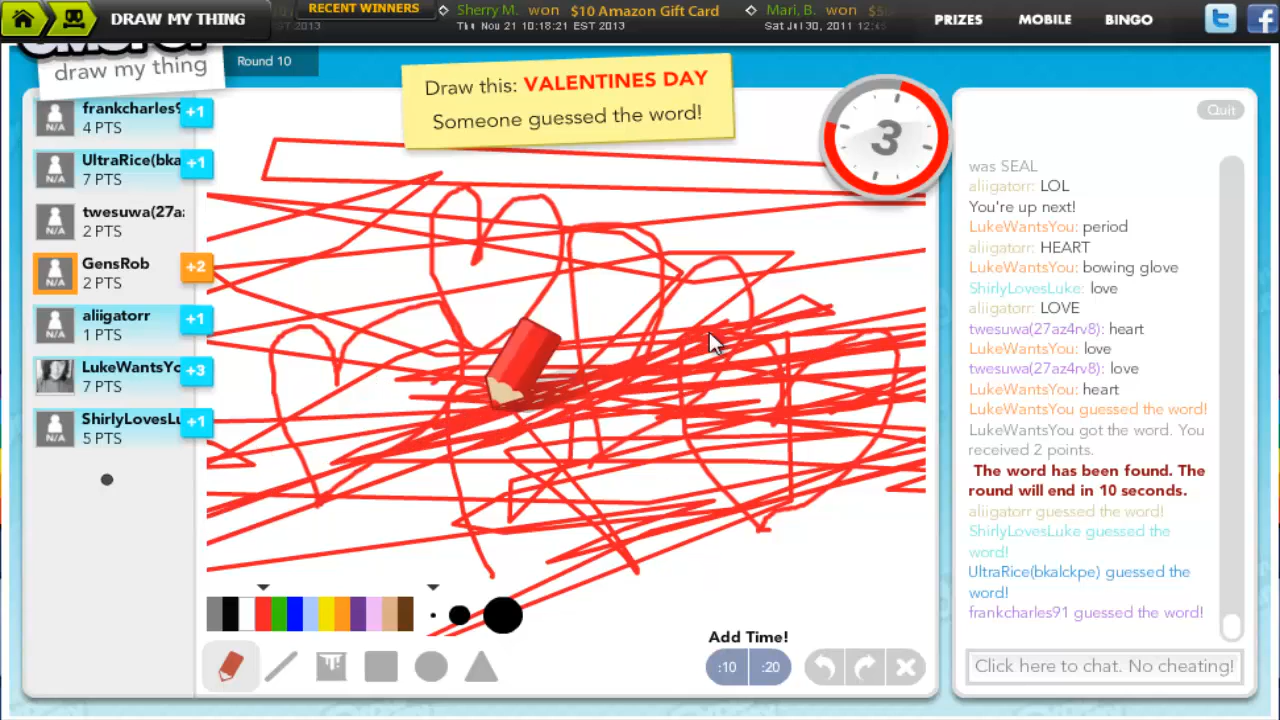 DRAW MY THING
RECENT WINNERS
Sherry M. won $10 Amazon Gift Card
Thu Nov 21 10:18:21 EST 2013
Mari, B. won
Sat Jul 30, 2011
PRIZES
MOBILE
BINGO
EST 2013
draw my thing
Round 10
Draw this: VALENTINES DAY
Someone guessed the word!
3
frankcharles9
+1
4 PTS
N/A
UltraRice(bka
+1
7 PTS
N/A
twesuwa(27a
2 PTS
N/A
GensRob
+2
2 PTS
N/A
aliigatorr
+1
1 PTS
N/A
LukeWantsYo
+3
7 PTS
ShirlyLovesLu
+1
5 PTS
N/A
Add Time!
:10
:20
Quit
was SEAL
aliigatorr: LOL
You're up next!
LukeWantsYou: period
aliigatorr: HEART
LukeWantsYou: bowing glove
ShirlyLovesLuke: love
aliigatorr: LOVE
twesuwa(27az4rv8): heart
LukeWantsYou: love
twesuwa(27az4rv8): love
LukeWantsYou: heart
LukeWantsYou guessed the word!
LukeWantsYou got the word. You
received 2 points.
The word has been found. The
round will end in 10 seconds.
aliigatorr guessed the word!
ShirlyLovesLuke guessed the
word!
UltraRice(bkalckpe) guessed the
word!
frankcharles91 guessed the word!
Click here to chat. No cheating!